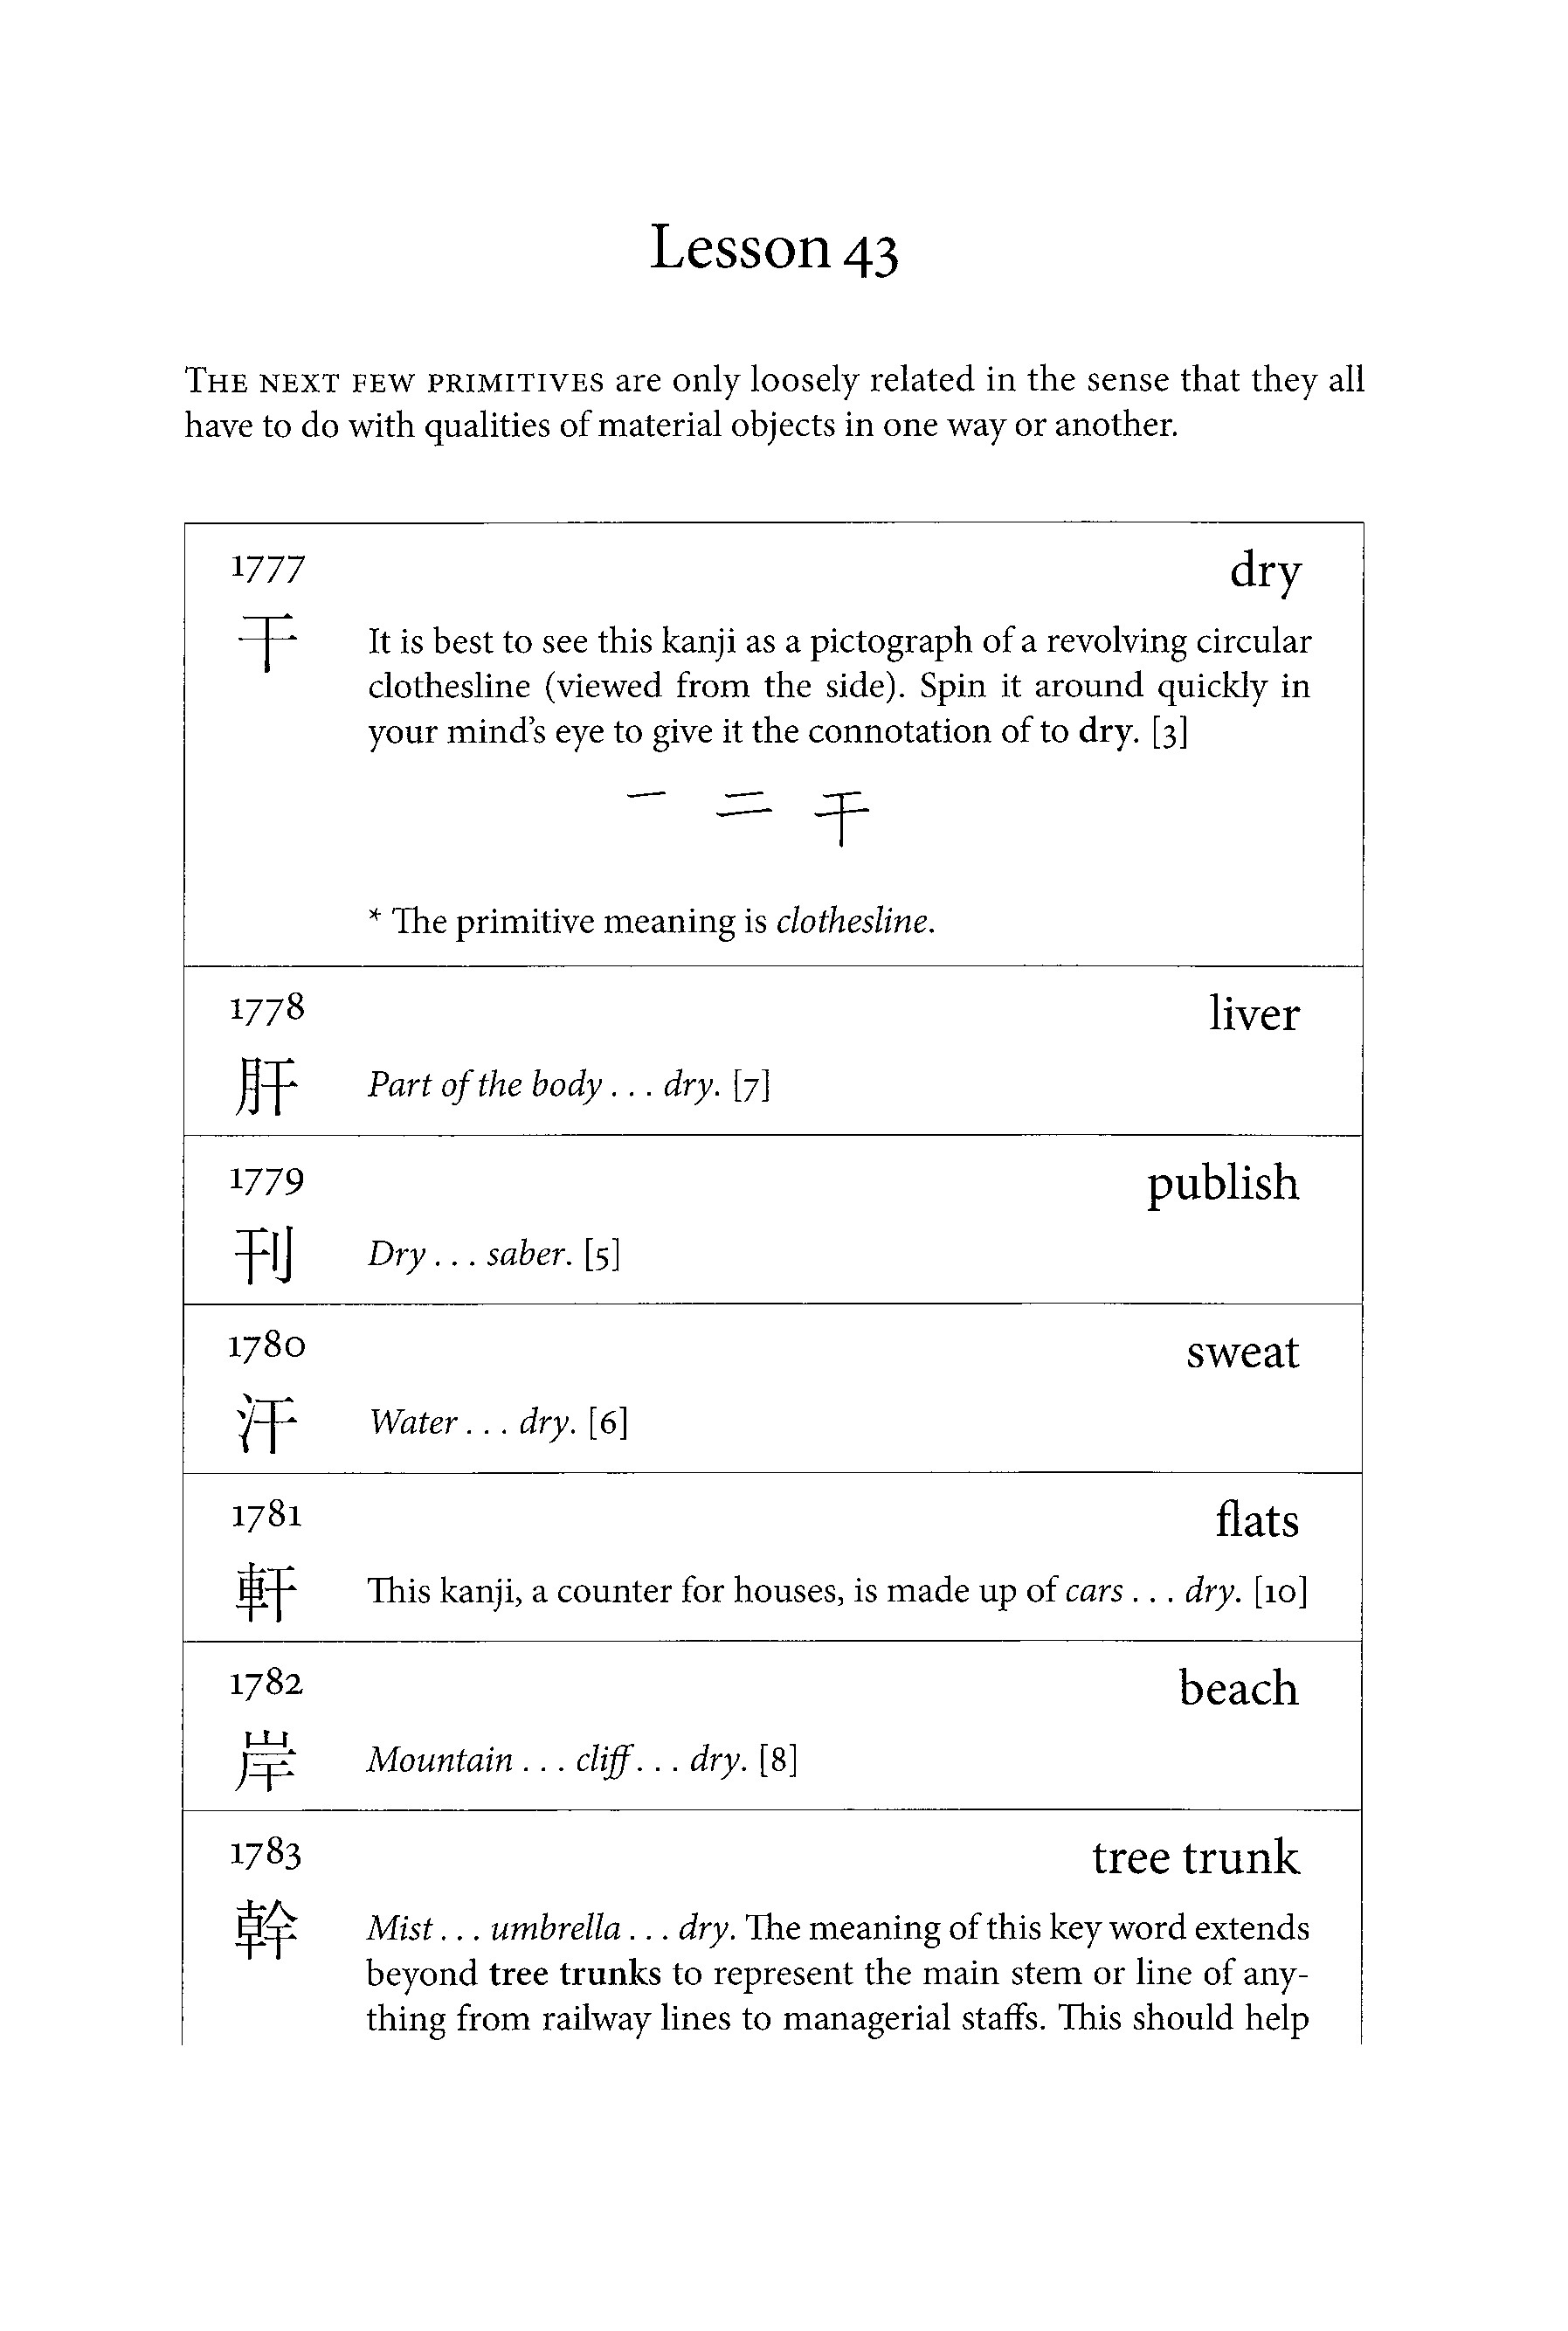 Lesson 43
THE NEXT FEW PRIMITIVES are only loosely related in the sense that they all
have to do with qualities of material objects in one way or another.
1777 dry
干 It is best to see this kanji as a pictograph of a revolving circular
clothesline (viewed from the side). Spin it around quickly in
your mind's eye to give it the connotation of to dry. [3]
一 二 干
* The primitive meaning is clothesline.
1778 liver
肝 Part of the body . . . dry. [7]
1779 publish
刊 Dry . . . saber. [5]
1780 sweat
汗 Water . . . dry. [6]
1781 flats
軒 This kanji, a counter for houses, is made up of cars . . . dry. [10]
1782 beach
岸 Mountain . . . cliff . . . dry. [8]
1783 tree trunk
幹 Mist . . . umbrella . . . dry. The meaning of this key word extends
beyond tree trunks to represent the main stem or line of any-
thing from railway lines to managerial staffs. This should help